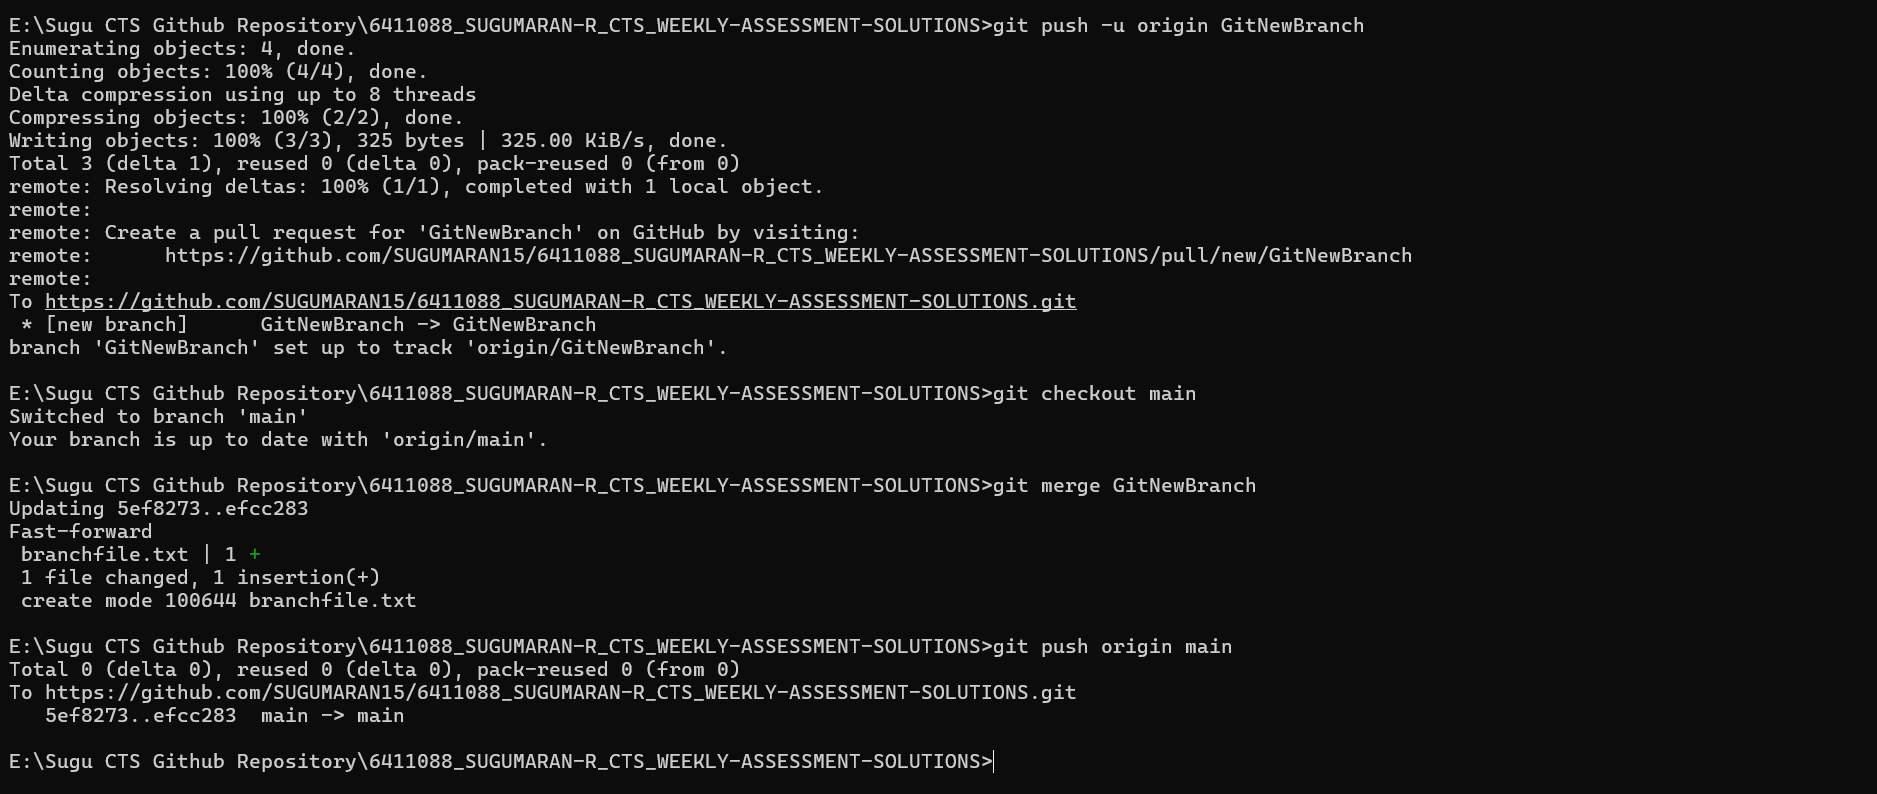 E:\Sugu CTS Github Repository\6411088_SUGUMARAN-R_CTS_WEEKLY-ASSESSMENT-SOLUTIONS>git push -u origin GitNewBranch
Enumerating objects: 4, done.
Counting objects: 100% (4/4), done.
Delta compression using up to 8 threads
Compressing objects: 100% (2/2), done.
Writing objects: 100% (3/3), 325 bytes | 325.00 KiB/s, done.
Total 3 (delta 1), reused 0 (delta 0), pack-reused 0 (from 0)
remote: Resolving deltas: 100% (1/1), completed with 1 local object.
remote:
remote: Create a pull request for 'GitNewBranch' on GitHub by visiting:
remote:      https://github.com/SUGUMARAN15/6411088_SUGUMARAN-R_CTS_WEEKLY-ASSESSMENT-SOLUTIONS/pull/new/GitNewBranch
remote:
To https://github.com/SUGUMARAN15/6411088_SUGUMARAN-R_CTS_WEEKLY-ASSESSMENT-SOLUTIONS.git
 * [new branch]      GitNewBranch -> GitNewBranch
branch 'GitNewBranch' set up to track 'origin/GitNewBranch'.

E:\Sugu CTS Github Repository\6411088_SUGUMARAN-R_CTS_WEEKLY-ASSESSMENT-SOLUTIONS>git checkout main
Switched to branch 'main'
Your branch is up to date with 'origin/main'.

E:\Sugu CTS Github Repository\6411088_SUGUMARAN-R_CTS_WEEKLY-ASSESSMENT-SOLUTIONS>git merge GitNewBranch
Updating 5ef8273..efcc283
Fast-forward
 branchfile.txt | 1 +
 1 file changed, 1 insertion(+)
 create mode 100644 branchfile.txt

E:\Sugu CTS Github Repository\6411088_SUGUMARAN-R_CTS_WEEKLY-ASSESSMENT-SOLUTIONS>git push origin main
Total 0 (delta 0), reused 0 (delta 0), pack-reused 0 (from 0)
To https://github.com/SUGUMARAN15/6411088_SUGUMARAN-R_CTS_WEEKLY-ASSESSMENT-SOLUTIONS.git
   5ef8273..efcc283  main -> main

E:\Sugu CTS Github Repository\6411088_SUGUMARAN-R_CTS_WEEKLY-ASSESSMENT-SOLUTIONS>